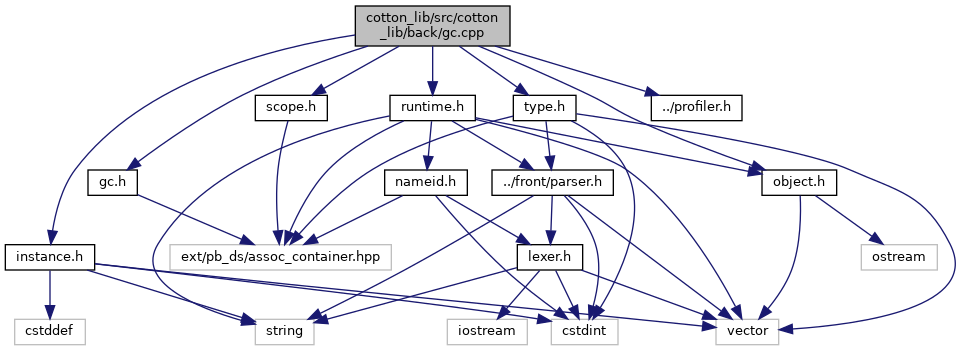 cotton_lib/src/cotton
_lib/back/gc.cpp
scope.h
runtime.h
type.h
../profiler.h
gc.h
nameid.h
../front/parser.h
object.h
instance.h
ext/pb_ds/assoc_container.hpp
lexer.h
ostream
cstddef
string
iostream
cstdint
vector